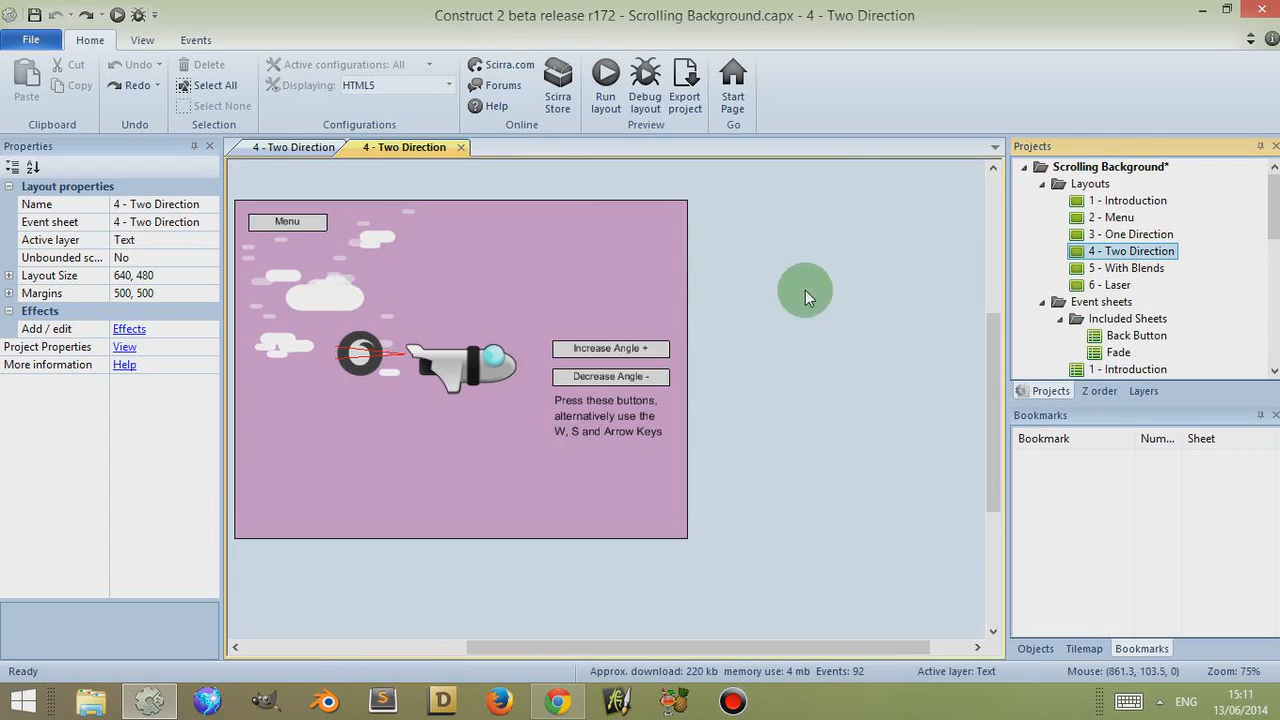 Construct 2 beta release r172 - Scrolling Background.capx - 4 - Two Direction
File Home View Events
Paste
Cut
Copy
Clipboard
Undo
Redo
Undo
Delete
Select All
Select None
Selection
Active configurations: All
Displaying: HTML5
Configurations
Scirra.com
Forums
Help
Scirra Store
Online
Run layout
Debug layout
Export project
Preview
Start Page
Go
Properties
Layout properties
Name 4 - Two Direction
Event sheet 4 - Two Direction
Active layer Text
Unbounded sc... No
Layout Size 640, 480
Margins 500, 500
Effects
Add / edit Effects
Project Properties View
More information Help
4 - Two Direction 4 - Two Direction
Menu
Increase Angle +
Decrease Angle -
Press these buttons,
alternatively use the
W, S and Arrow Keys
Projects
Scrolling Background*
Layouts
1 - Introduction
2 - Menu
3 - One Direction
4 - Two Direction
5 - With Blends
6 - Laser
Event sheets
Included Sheets
Back Button
Fade
1 - Introduction
Projects Z order Layers
Bookmarks
Bookmark Num... Sheet
Objects Tilemap Bookmarks
Ready Approx. download: 220 kb memory use: 4 mb Events: 92 Active layer: Text Mouse: (861.3, 103.5, 0) Zoom: 75%
S D ENG 15:11
13/06/2014